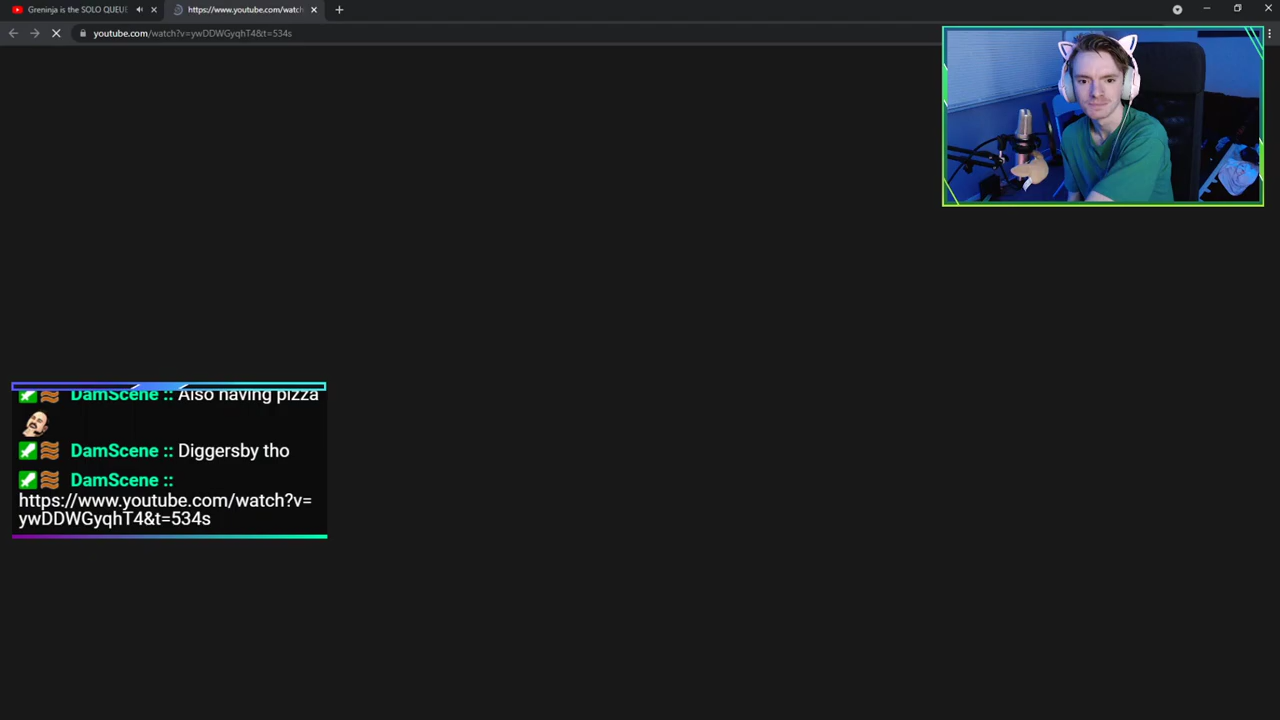 Greninja is the SOLO QUEU
https://www.youtube.com/watch
youtube.com/watch?v=ywDDWGyqhT4&t=534s
DamScene :: Also having pizza
DamScene :: Diggersby tho
DamScene ::
https://www.youtube.com/watch?v=
ywDDWGyqhT4&t=534s